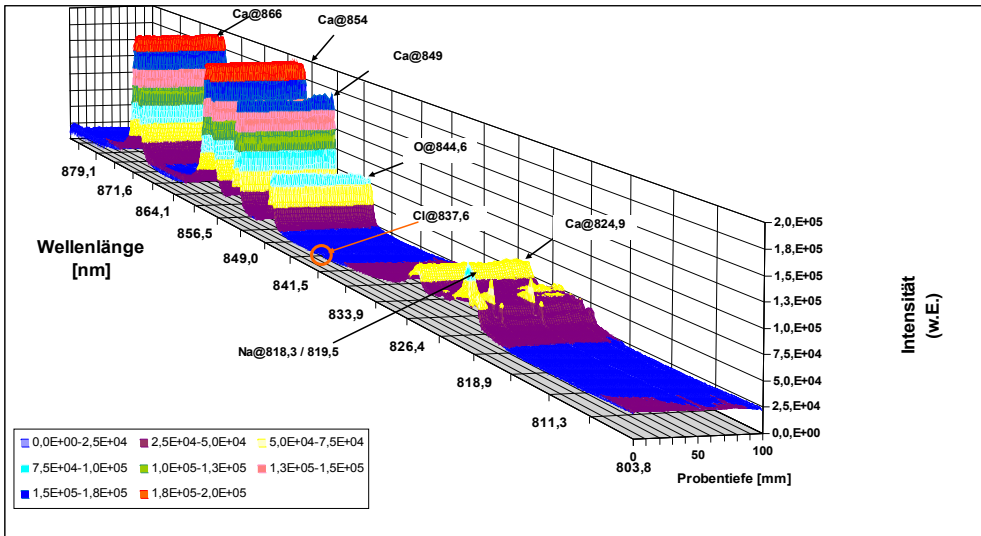 Ca@866
Ca@854
Ca@849
O@844,6
Cl@837,6
Ca@824,9
Na@818,3 / 819,5
879,1
871,6
864,1
856,5
849,0
841,5
833,9
826,4
818,9
811,3
803,8
Wellenlänge
[nm]
2,0,E+05
1,8,E+05
1,5,E+05
1,3,E+05
1,0,E+05
7,5,E+04
5,0,E+04
2,5,E+04
0,0,E+00
Intensität
(w.E.)
0
50
100
Probentiefe [mm]
0,0E+00-2,5E+04
2,5E+04-5,0E+04
5,0E+04-7,5E+04
7,5E+04-1,0E+05
1,0E+05-1,3E+05
1,3E+05-1,5E+05
1,5E+05-1,8E+05
1,8E+05-2,0E+05